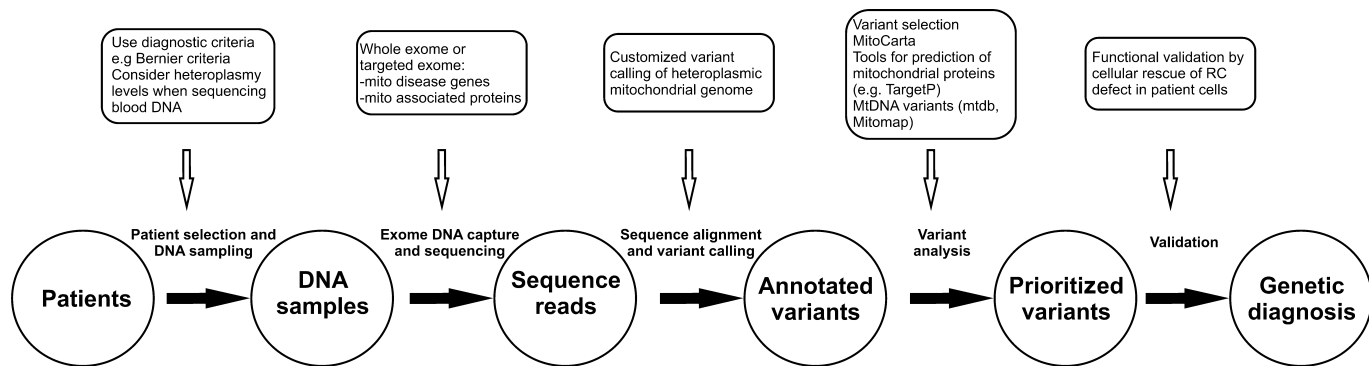 Use diagnostic criteria
e.g Bernier criteria
Consider heteroplasmy
levels when sequencing
blood DNA
Whole exome or
targeted exome:
-mito disease genes
-mito associated proteins
Customized variant
calling of heteroplasmic
mitochondrial genome
Variant selection
MitoCarta
Tools for prediction of
mitochondrial proteins
(e.g. TargetP)
MtDNA variants (mtdb,
Mitomap)
Functional validation by
cellular rescue of RC
defect in patient cells
Patient selection and
DNA sampling
Exome DNA capture
and sequencing
Sequence alignment
and variant calling
Variant
analysis
Validation
Patients
DNA
samples
Sequence
reads
Annotated
variants
Prioritized
variants
Genetic
diagnosis